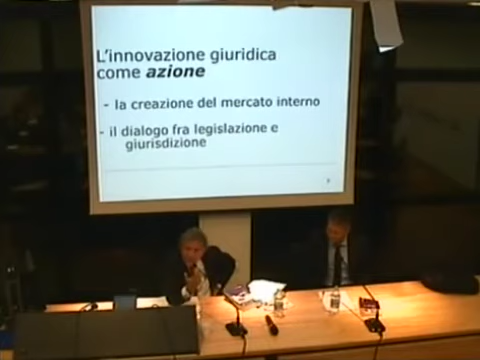 L'innovazione giuridica
come azione
- la creazione del mercato interno
- il dialogo fra legislazione e
giurisdizione